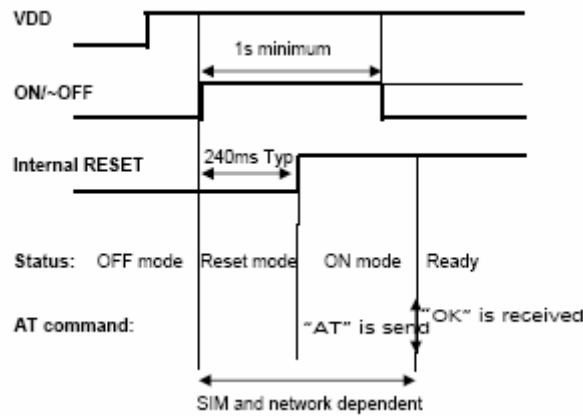 VDD
1s minimum
ON/~OFF
240ms Typ
Internal RESET
Status: OFF mode Reset mode ON mode Ready
AT command: "AT" is send "OK" is received
SIM and network dependent